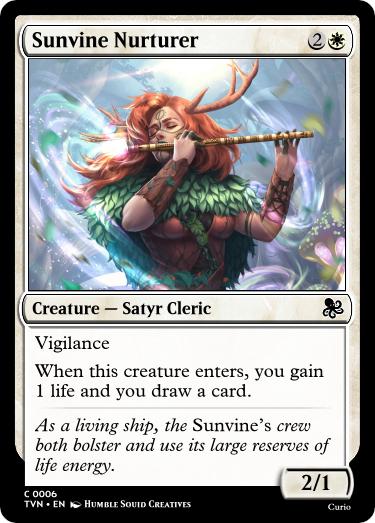 Sunvine Nurturer 2
Creature — Satyr Cleric
Vigilance
When this creature enters, you gain
1 life and you draw a card.
As a living ship, the Sunvine's crew
both bolster and use its large reserves of
life energy.
2/1
C 0006
TVN • EN Humble Squid Creatives
Curio